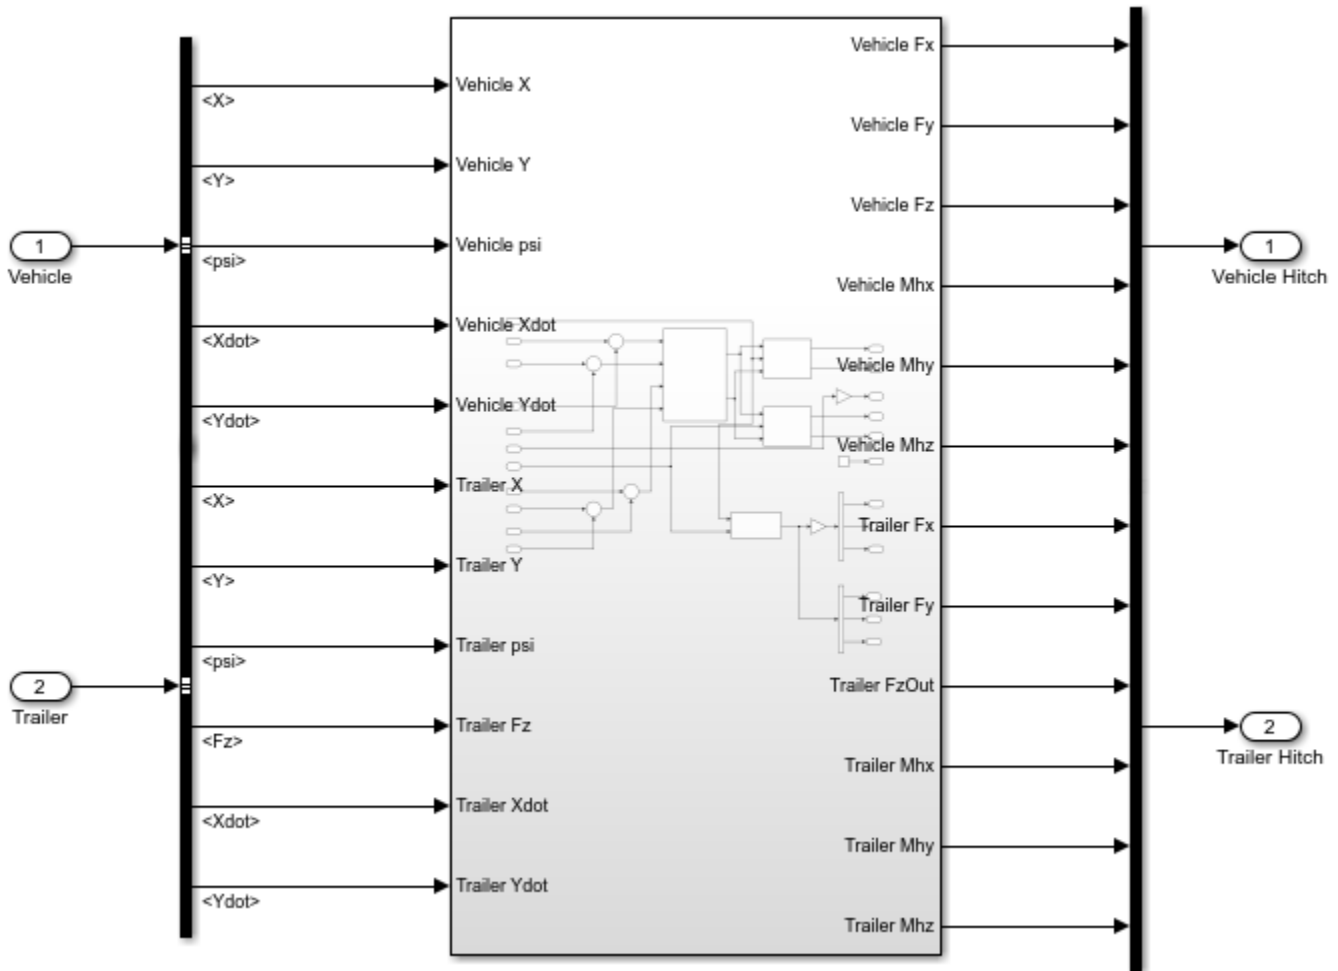 1
Vehicle
2
Trailer
<X>
<Y>
<psi>
<Xdot>
<Ydot>
<X>
<Y>
<psi>
<Fz>
<Xdot>
<Ydot>
Vehicle X
Vehicle Y
Vehicle psi
Vehicle Xdot
Vehicle Ydot
Trailer X
Trailer Y
Trailer psi
Trailer Fz
Trailer Xdot
Trailer Ydot
Vehicle Fx
Vehicle Fy
Vehicle Fz
Vehicle Mhx
Vehicle Mhy
Vehicle Mhz
Trailer Fx
Trailer Fy
Trailer FzOut
Trailer Mhx
Trailer Mhy
Trailer Mhz
1
Vehicle Hitch
2
Trailer Hitch